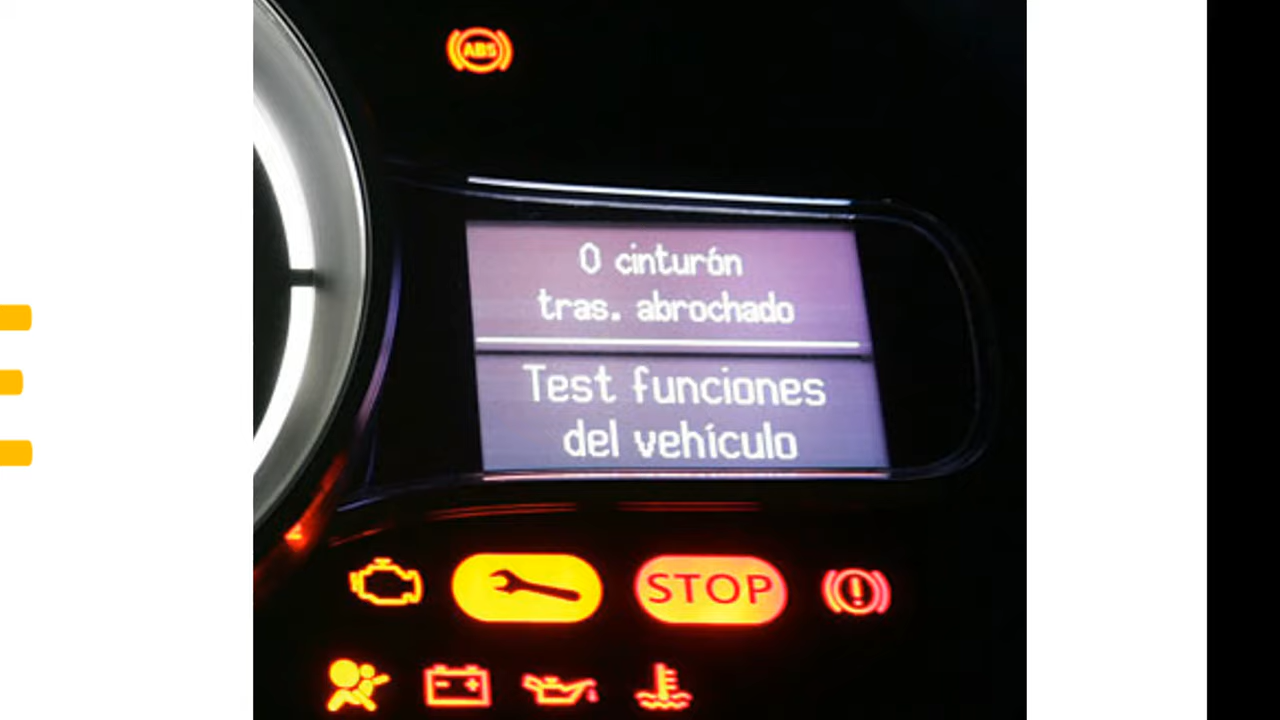 ABS
0 cinturón
tras. abrochado
Test funciones
del vehículo
STOP